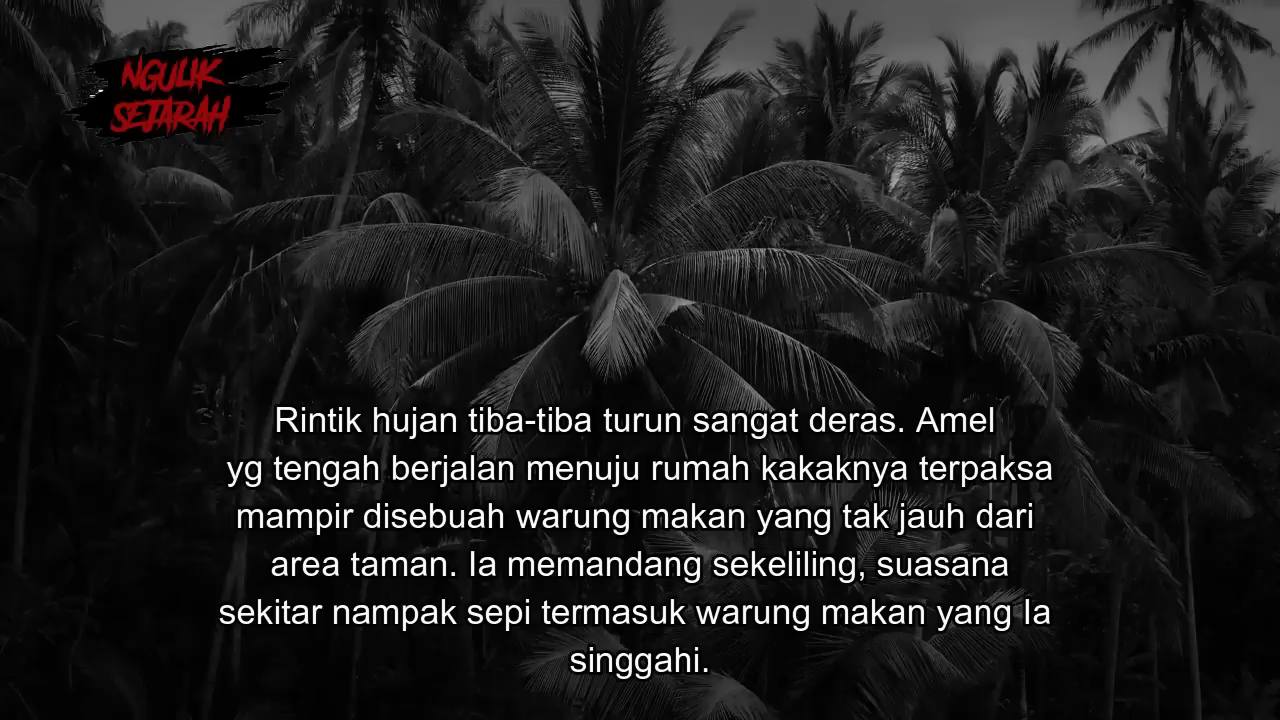 NGULIK
SEJARAH
Rintik hujan tiba-tiba turun sangat deras. Amel
yg tengah berjalan menuju rumah kakaknya terpaksa
mampir disebuah warung makan yang tak jauh dari
area taman. Ia memandang sekeliling, suasana
sekitar nampak sepi termasuk warung makan yang Ia
singgahi.